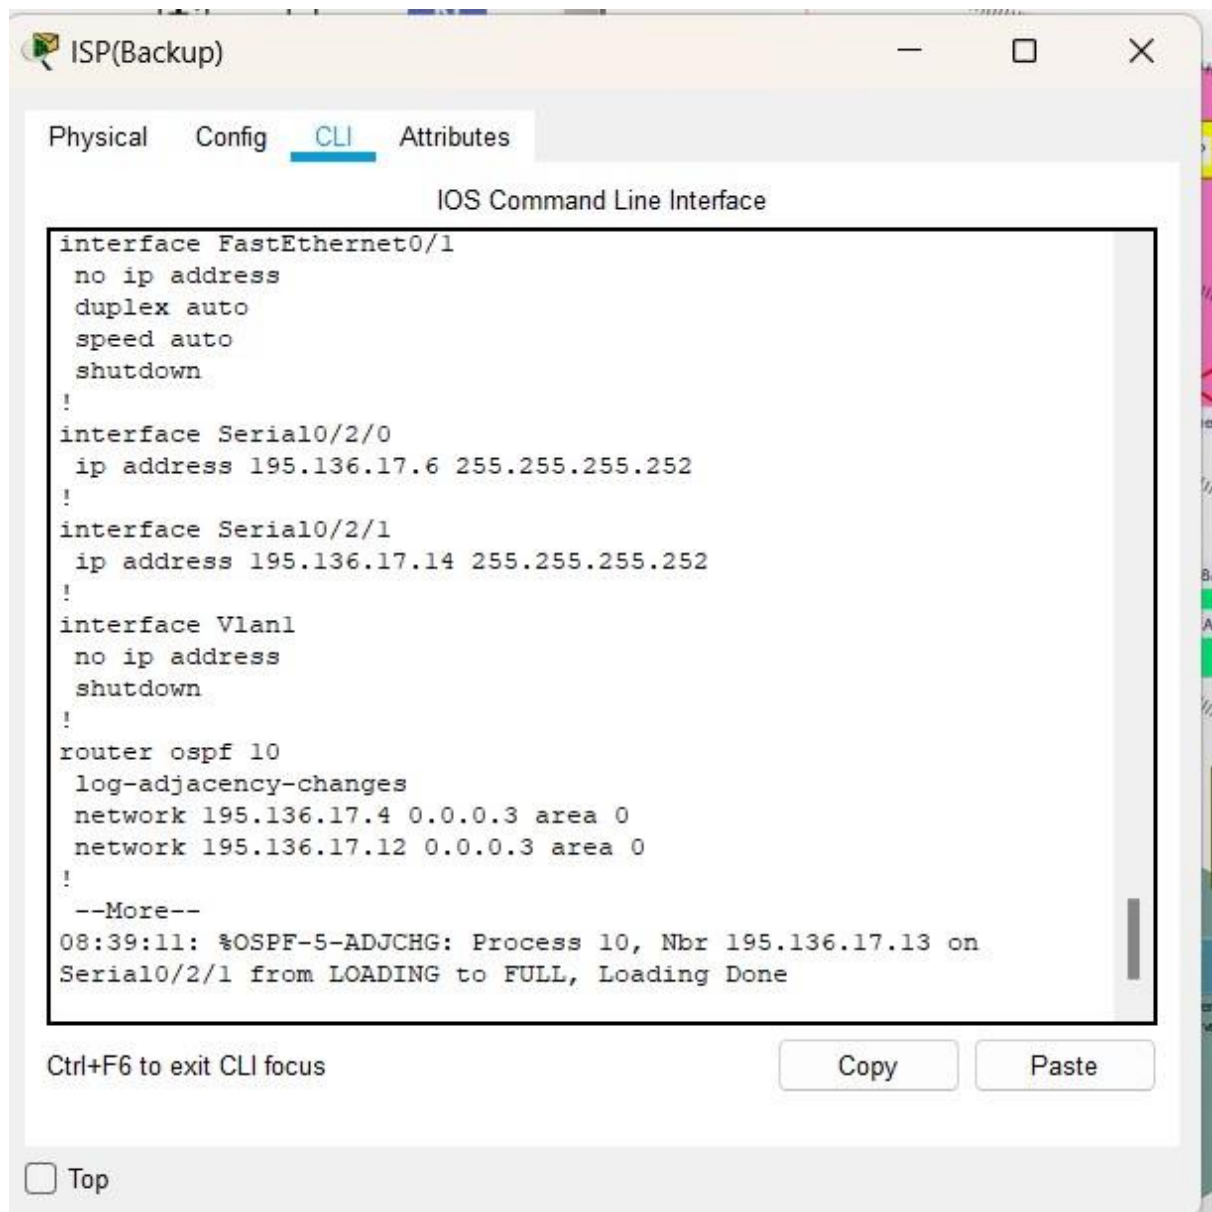 ISP(Backup)
Physical Config CLI Attributes
IOS Command Line Interface
interface FastEthernet0/1
no ip address
duplex auto
speed auto
shutdown
!
interface Serial0/2/0
ip address 195.136.17.6 255.255.255.252
!
interface Serial0/2/1
ip address 195.136.17.14 255.255.255.252
!
interface Vlan1
no ip address
shutdown
!
router ospf 10
log-adjacency-changes
network 195.136.17.4 0.0.0.3 area 0
network 195.136.17.12 0.0.0.3 area 0
!
--More--
08:39:11: %OSPF-5-ADJCHG: Process 10, Nbr 195.136.17.13 on
Serial0/2/1 from LOADING to FULL, Loading Done
Ctrl+F6 to exit CLI focus
Copy Paste
Top